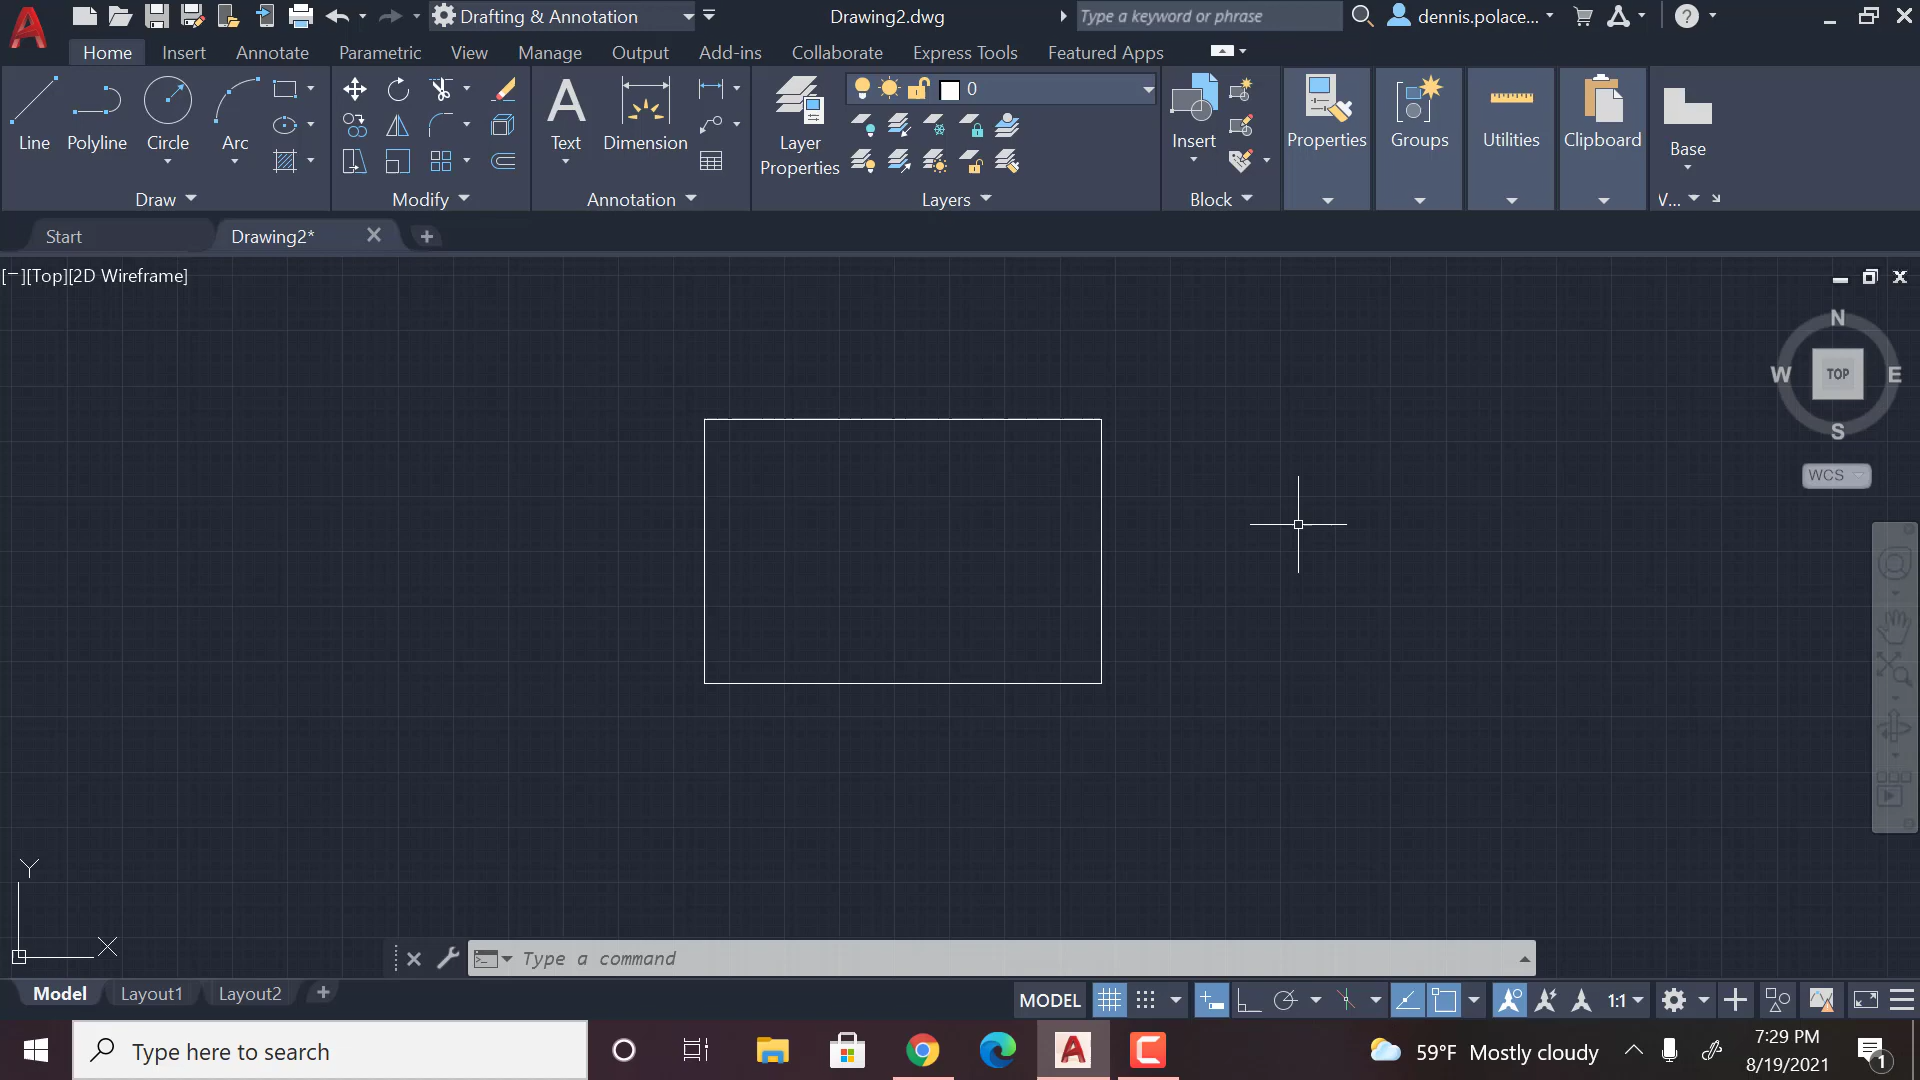 Drafting & Annotation
Drawing2.dwg
Type a keyword or phrase
dennis.polace...
Home Insert Annotate Parametric View Manage Output Add-ins Collaborate Express Tools Featured Apps
0
Line Polyline Circle Arc
Text Dimension
Layer
Properties
Insert
Properties Groups Utilities Clipboard
Base
Draw Modify Annotation Layers Block V...
Start Drawing2*
[−][Top][2D Wireframe]
N
W TOP E
S
WCS
Y
X
Type a command
Model Layout1 Layout2
MODEL 1:1
Type here to search
59°F Mostly cloudy
7:29 PM
8/19/2021
1